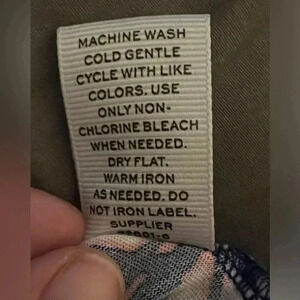 MACHINE WASH
COLD GENTLE
CYCLE WITH LIKE
COLORS. USE
ONLY NON-
CHLORINE BLEACH
WHEN NEEDED.
DRY FLAT.
WARM IRON
AS NEEDED. DO
NOT IRON LABEL.
SUPPLIER